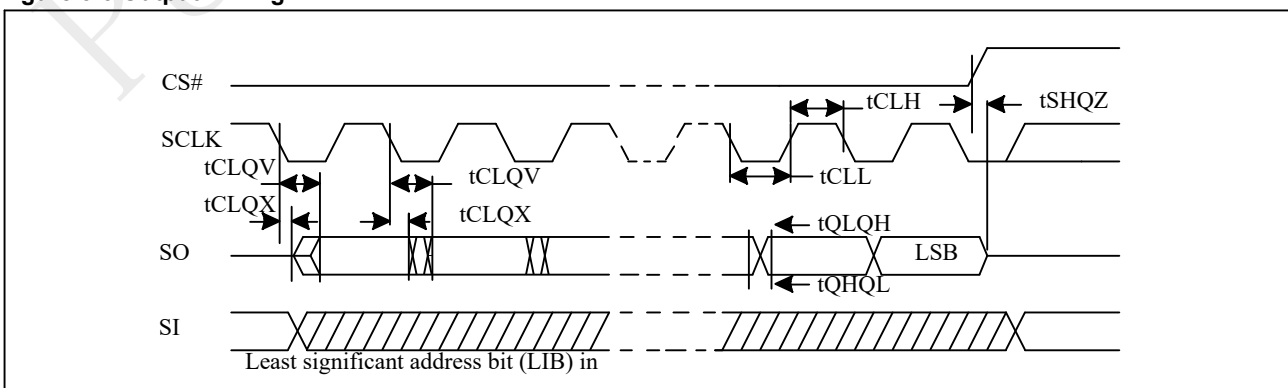 CS#
tCLH
tSHQZ
SCLK
tCLQV
tCLQV
tCLL
tCLQX
tCLQX
tQLQH
SO
LSB
tQHQL
SI
Least significant address bit (LIB) in